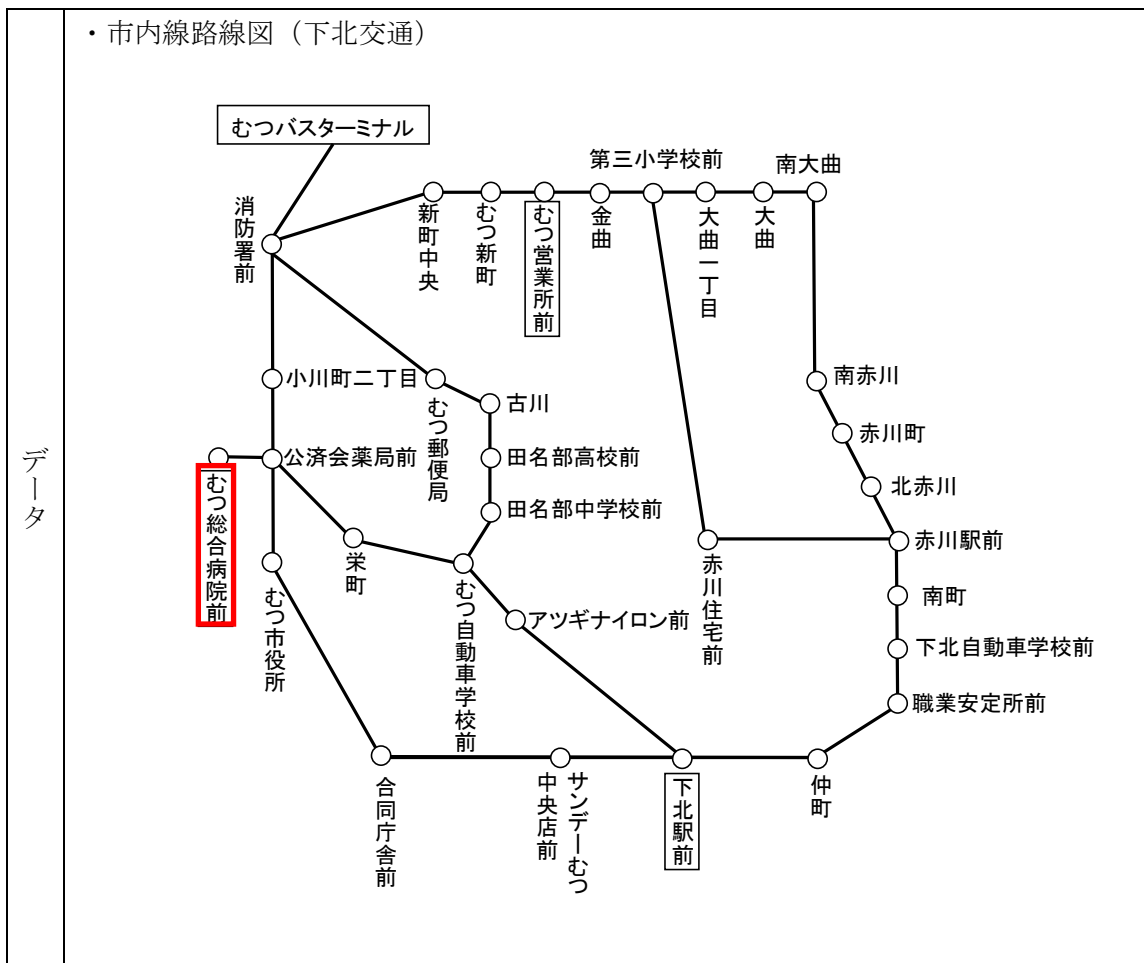 データ
・市内線路線図（下北交通）
むつバスターミナル
第三小学校前
南大曲
消防署前
新町中央
むつ新町
むつ営業所前
金曲
大曲一丁目
大曲
小川町二丁目
むつ郵便局
古川
南赤川
赤川町
公済会薬局前
田名部高校前
北赤川
むつ総合病院前
田名部中学校前
栄町
赤川住宅前
赤川駅前
むつ市役所
むつ自動車学校前
アツギナイロン前
南町
下北自動車学校前
職業安定所前
合同庁舎前
サンデーむつ
中央店前
下北駅前
仲町